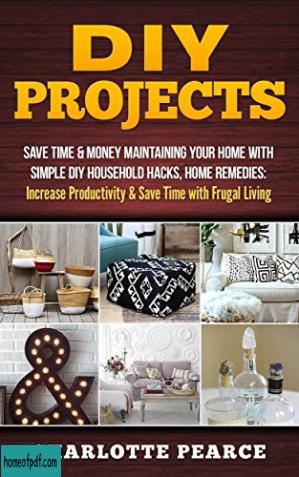 DIY
PROJECTS
SAVE TIME & MONEY MAINTAINING YOUR HOME WITH
SIMPLE DIY HOUSEHOLD HACKS, HOME REMEDIES:
Increase Productivity & Save Time with Frugal Living
&
HARLOTTE PEARCE
homeofpdf.com